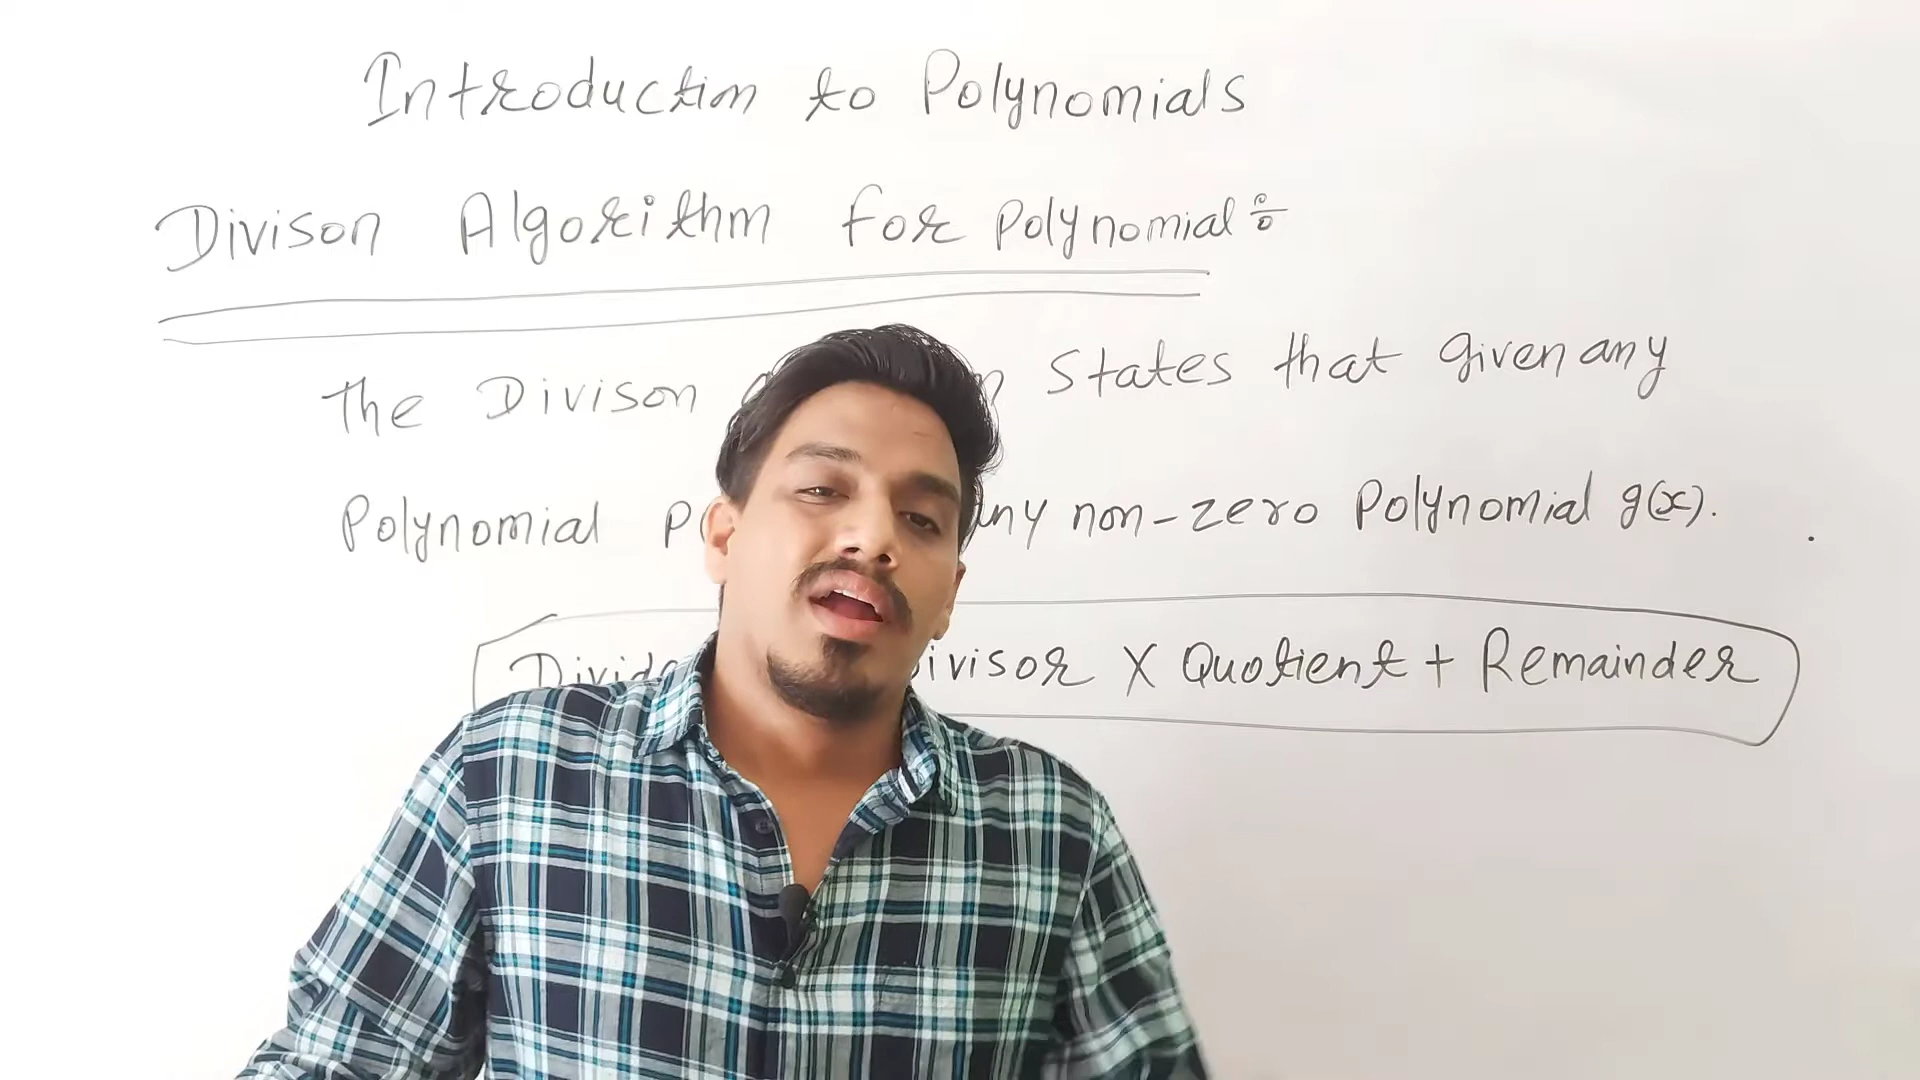 Introduction to Polynomials
Divison Algorithm for Polynomial÷
The Divison States that given any
Polynomial any non-zero Polynomial g(x).
Divisor X Quotient + Remainder